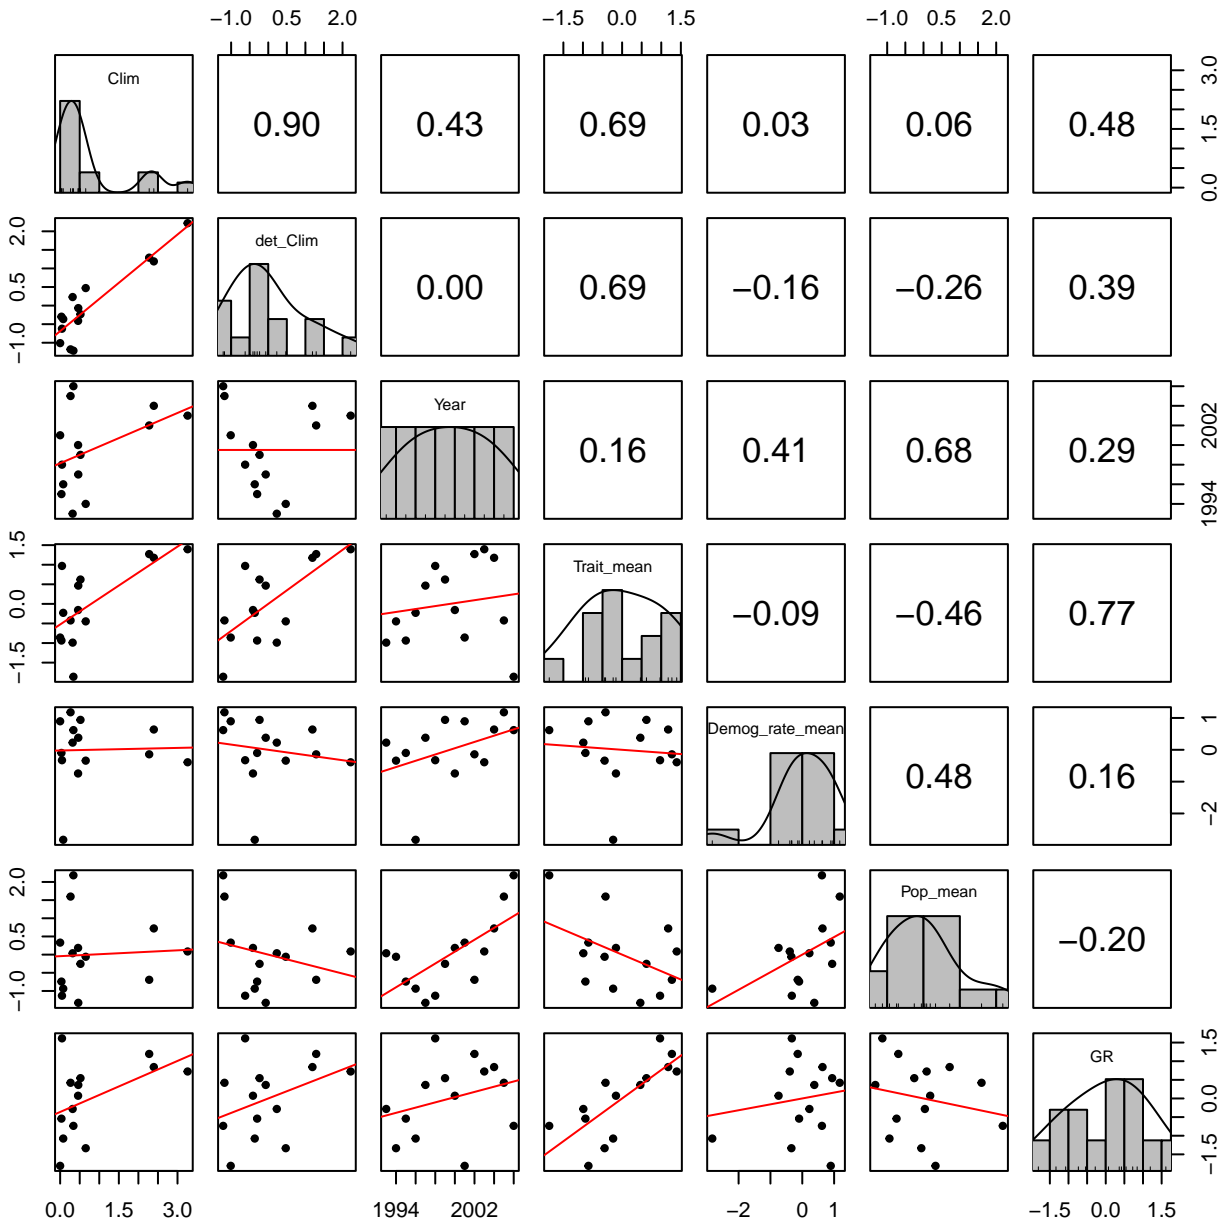 −1.0 0.5 2.0 −1.5 0.0 1.5 −1.0 0.5 2.0
Clim 0.90 0.43 0.69 0.03 0.06 0.48 0.0 1.5 3.0
−1.0 0.5 2.0 det_Clim 0.00 0.69 −0.16 −0.26 0.39
Year 0.16 0.41 0.68 0.29 1994 2002
−1.5 0.0 1.5 Trait_mean −0.09 −0.46 0.77
Demog_rate_mean 0.48 0.16 −2 0 1
−1.0 0.5 2.0 Pop_mean −0.20
GR −1.5 0.0 1.5
0.0 1.5 3.0 1994 2002 −2 0 1 −1.5 0.0 1.5